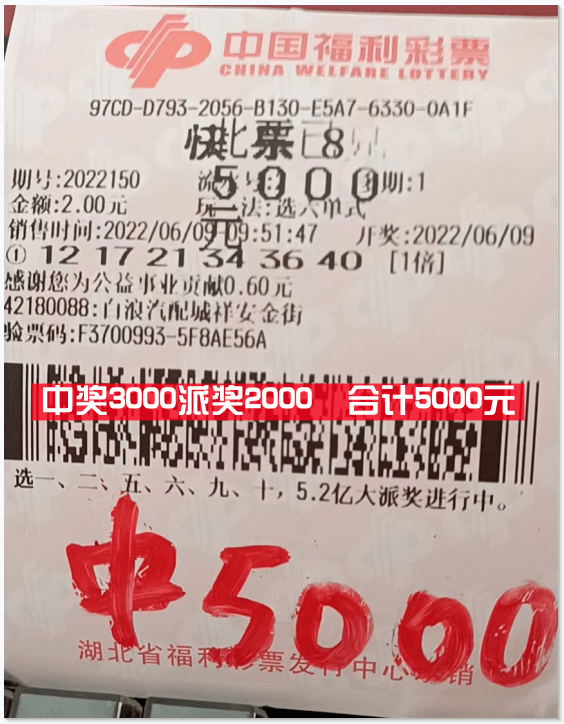 中国福利彩票
CHINA WELFARE LOTTERY
97CD-D793-2056-B130-E5A7-6330-0A1F
快 8
5000
元
期号:2022150 期:1
金额:2.00元 玩 法:选六单式
销售时间:2022/06/09 09:51:47 开奖:2022/06/09
① 12 17 21 34 36 40 [1倍]
感谢您为公益事业贡献0.60元
42180088:白浪汽配城祥安金街
验票码:F3700993-5F8AE56A
中奖3000派奖2000 合计5000元
选一、二、五、六、九、十，5.2亿大派奖进行中。
中5000
湖北省福利彩票发行中心承销